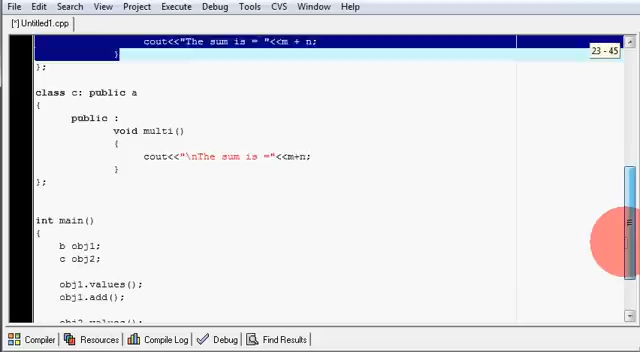 File Edit Search View Project Execute Debug Tools CVS Window Help
[*] Untitled1.cpp
cout<<"The sum is = "<<m + n;
}
23 - 45
};
class c: public a
{
public :
void multi()
{
cout<<"\nThe sum is ="<<m+n;
}
};
int main()
{
b obj1;
c obj2;
obj1.values();
obj1.add();
obj2.values();
Compiler Resources Compile Log Debug Find Results